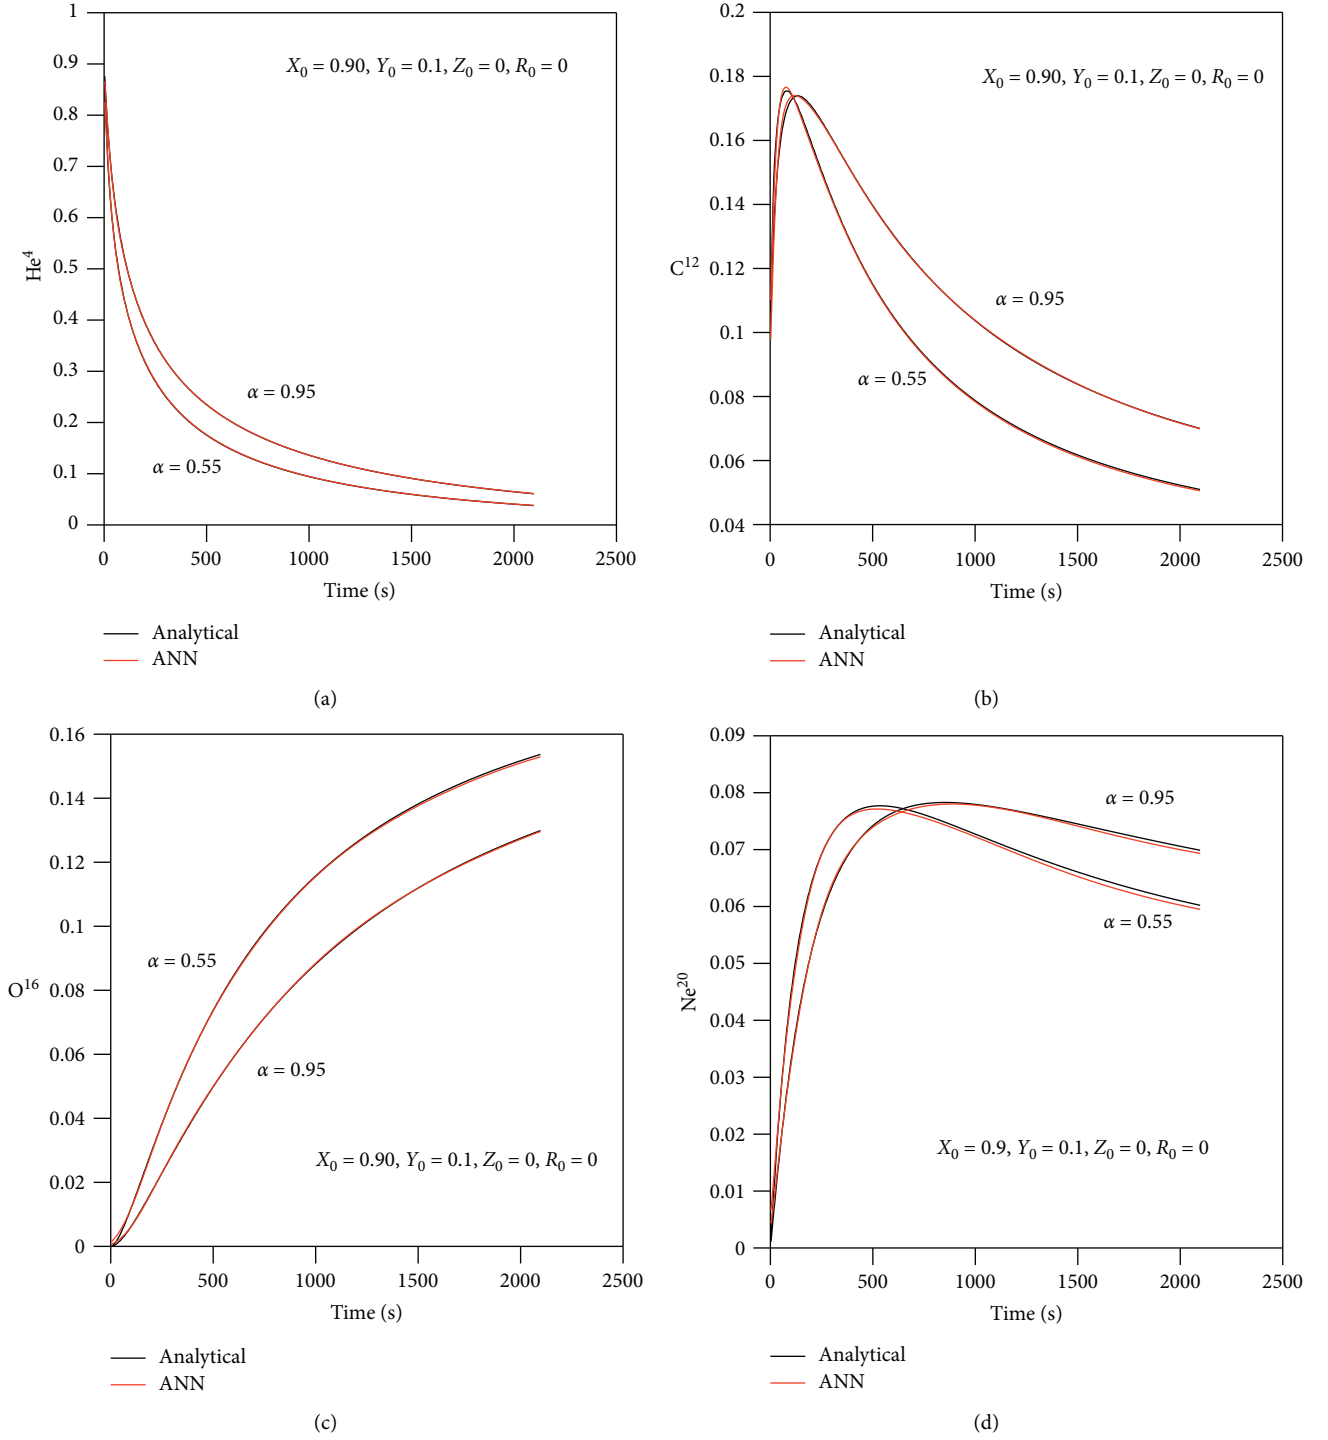 1
0.9
0.8
0.7
0.6
0.5
0.4
0.3
0.2
0.1
0
He⁴
X₀ = 0.90, Y₀ = 0.1, Z₀ = 0, R₀ = 0
α = 0.95
α = 0.55
0 500 1000 1500 2000 2500
Time (s)
Analytical
ANN
(a)
0.2
0.18
0.16
0.14
0.12
0.1
0.08
0.06
0.04
C¹²
X₀ = 0.90, Y₀ = 0.1, Z₀ = 0, R₀ = 0
α = 0.95
α = 0.55
0 500 1000 1500 2000 2500
Time (s)
Analytical
ANN
(b)
0.16
0.14
0.12
0.1
0.08
0.06
0.04
0.02
0
O¹⁶
α = 0.55
α = 0.95
X₀ = 0.90, Y₀ = 0.1, Z₀ = 0, R₀ = 0
0 500 1000 1500 2000 2500
Time (s)
Analytical
ANN
(c)
0.09
0.08
0.07
0.06
0.05
0.04
0.03
0.02
0.01
0
Ne²⁰
α = 0.95
α = 0.55
X₀ = 0.9, Y₀ = 0.1, Z₀ = 0, R₀ = 0
0 500 1000 1500 2000 2500
Time (s)
Analytical
ANN
(d)